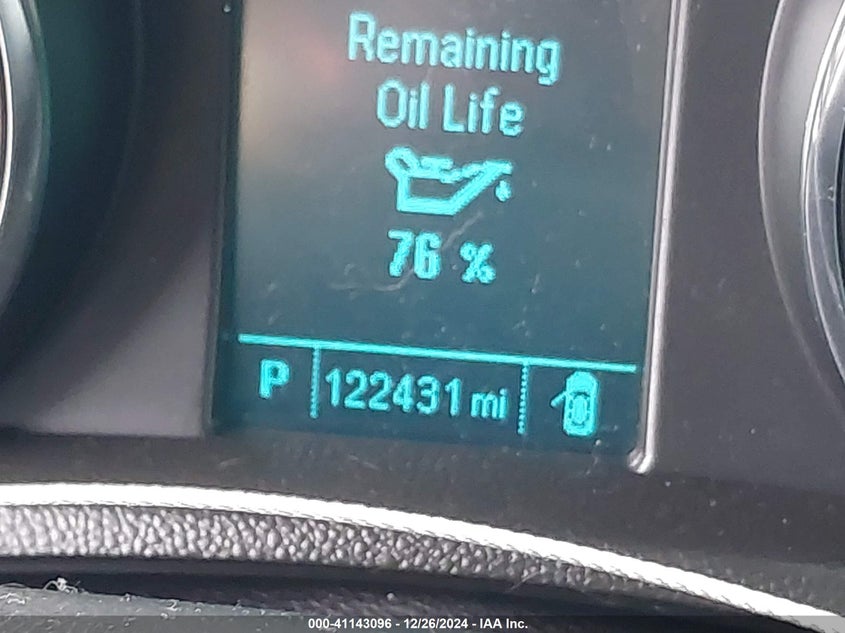 Remaining
Oil Life
76 %
P 122431 mi
000-41143096 - 12/26/2024 - IAA Inc.